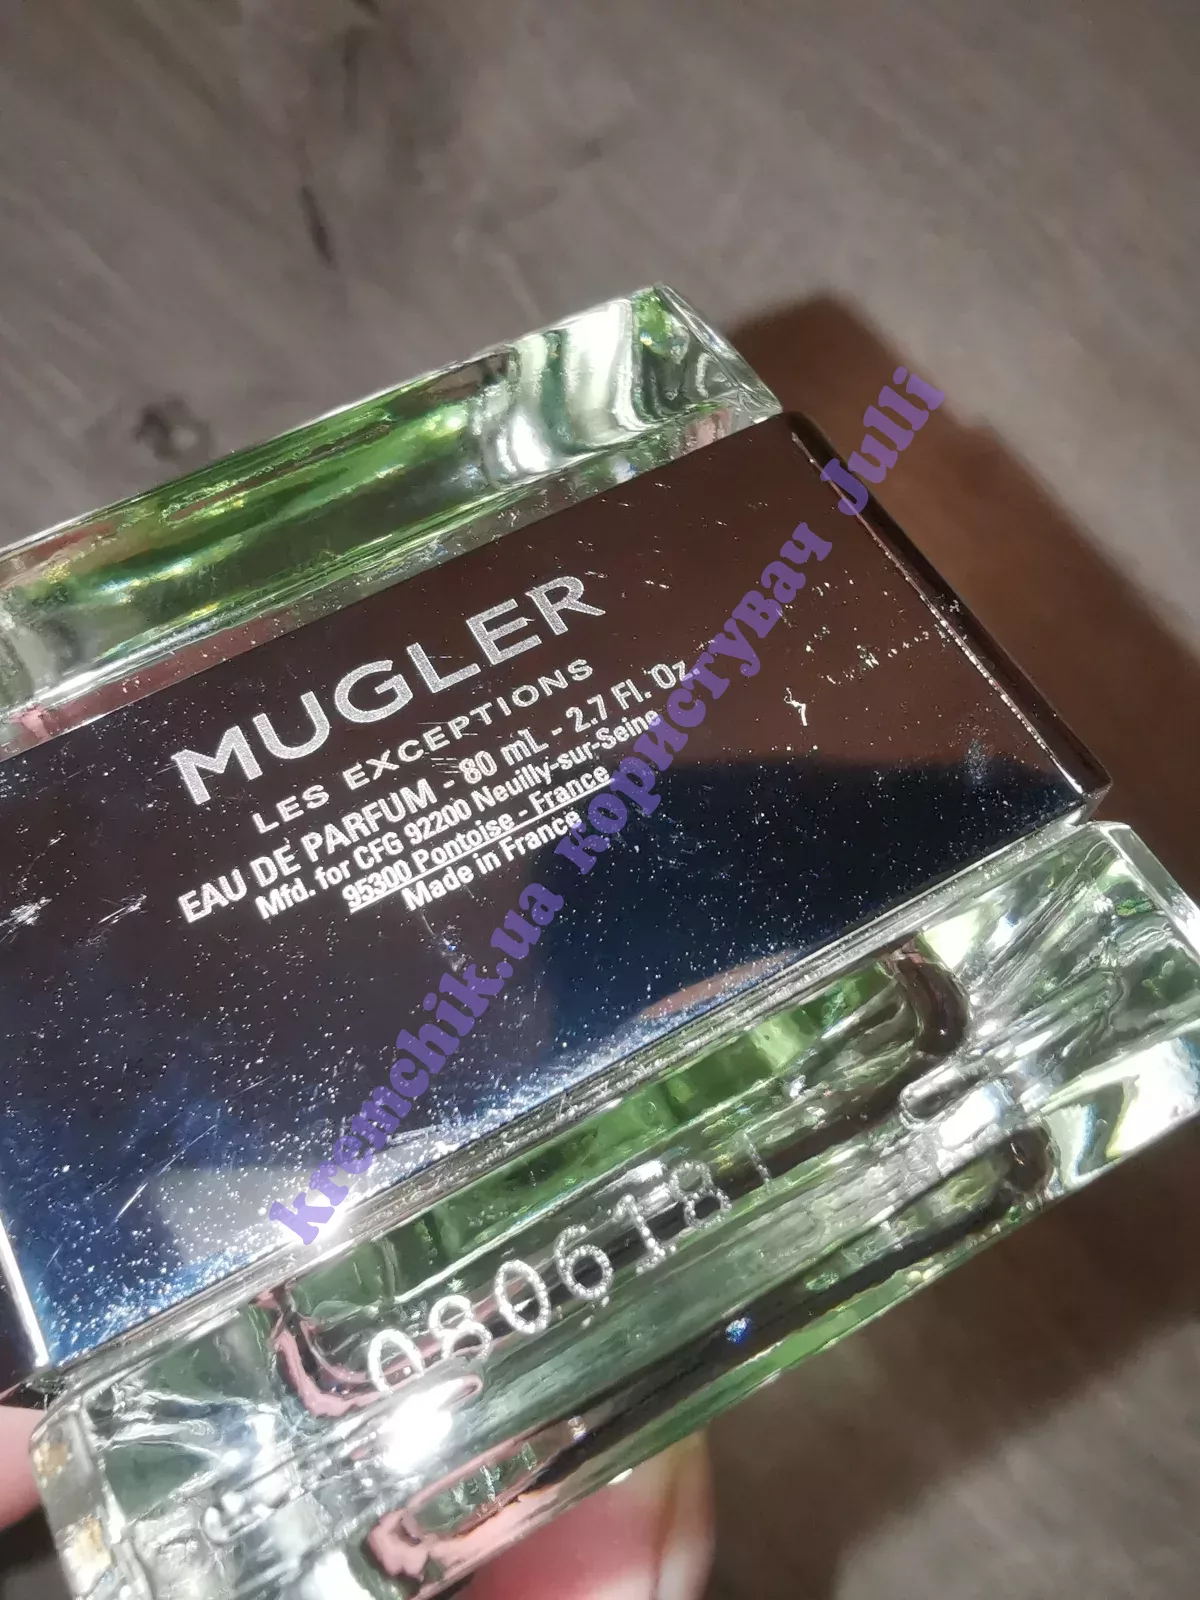 MUGLER
LES EXCEPTIONS
EAU DE PARFUM - 80 mL - 2.7 Fl. Oz.
Mfd. for CFG 92200 Neuilly-sur-Seine
95300 Pontoise - France
Made in France
kremchik.ua користувач Julli
0806181